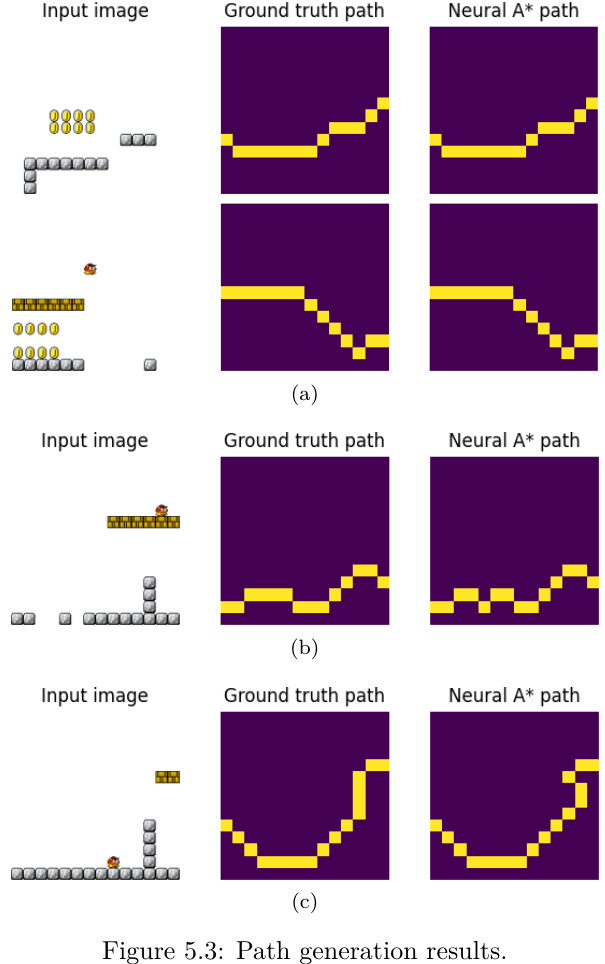 Input image Ground truth path Neural A* path
(a)
Input image Ground truth path Neural A* path
(b)
Input image Ground truth path Neural A* path
(c)
Figure 5.3: Path generation results.